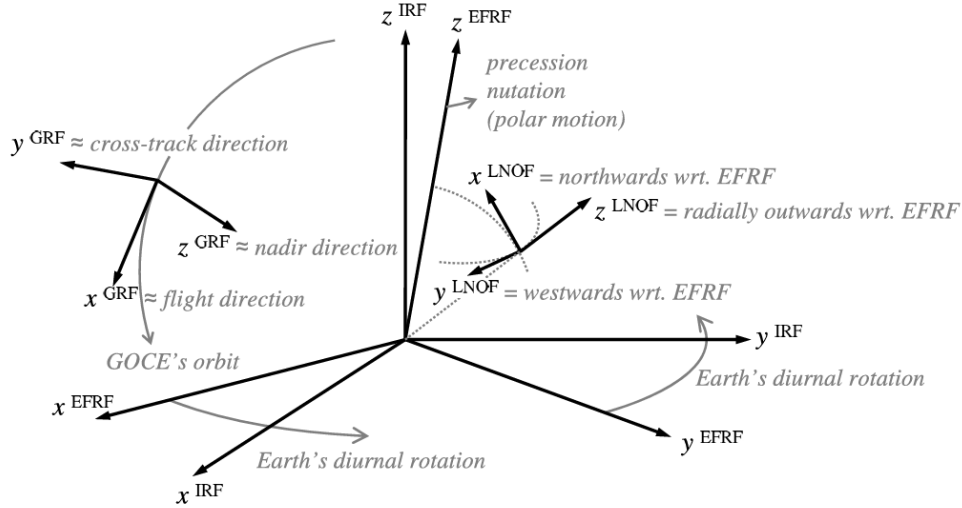 z IRF
z EFRF
precession
nutation
(polar motion)
y GRF ≈ cross-track direction
x LNOF = northwards wrt. EFRF
z LNOF = radially outwards wrt. EFRF
z GRF ≈ nadir direction
y LNOF = westwards wrt. EFRF
x GRF ≈ flight direction
y IRF
GOCE's orbit
Earth's diurnal rotation
x EFRF
y EFRF
Earth's diurnal rotation
x IRF